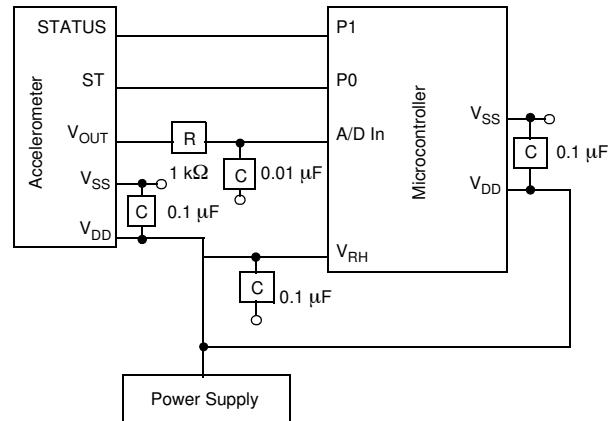 STATUS
P1
ST
P0
Accelerometer
Microcontroller
VOUT
R
A/D In
VSS
1 kΩ
C
0.01 µF
C
0.1 µF
VSS
C
0.1 µF
VDD
VDD
VRH
C
0.1 µF
Power Supply